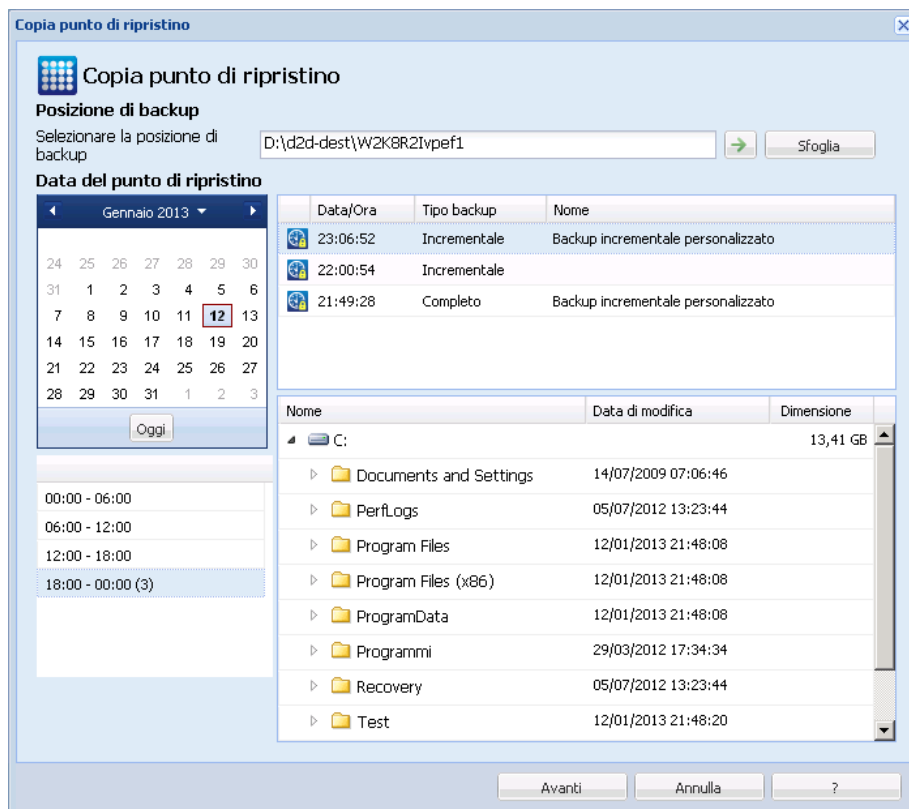 Copia punto di ripristino
Copia punto di ripristino
Posizione di backup
Selezionare la posizione di
backup
D:\d2d-dest\W2K8R2Ivpef1
Sfoglia
Data del punto di ripristino
Gennaio 2013
24 25 26 27 28 29 30
31 1 2 3 4 5 6
7 8 9 10 11 12 13
14 15 16 17 18 19 20
21 22 23 24 25 26 27
28 29 30 31 1 2 3
Oggi
00:00 - 06:00
06:00 - 12:00
12:00 - 18:00
18:00 - 00:00 (3)
Data/Ora Tipo backup Nome
23:06:52 Incrementale Backup incrementale personalizzato
22:00:54 Incrementale
21:49:28 Completo Backup incrementale personalizzato
Nome Data di modifica Dimensione
C: 13,41 GB
Documents and Settings 14/07/2009 07:06:46
PerfLogs 05/07/2012 13:23:44
Program Files 12/01/2013 21:48:08
Program Files (x86) 12/01/2013 21:48:08
ProgramData 12/01/2013 21:48:08
Programmi 29/03/2012 17:34:34
Recovery 05/07/2012 13:23:44
Test 12/01/2013 21:48:20
Avanti Annulla ?